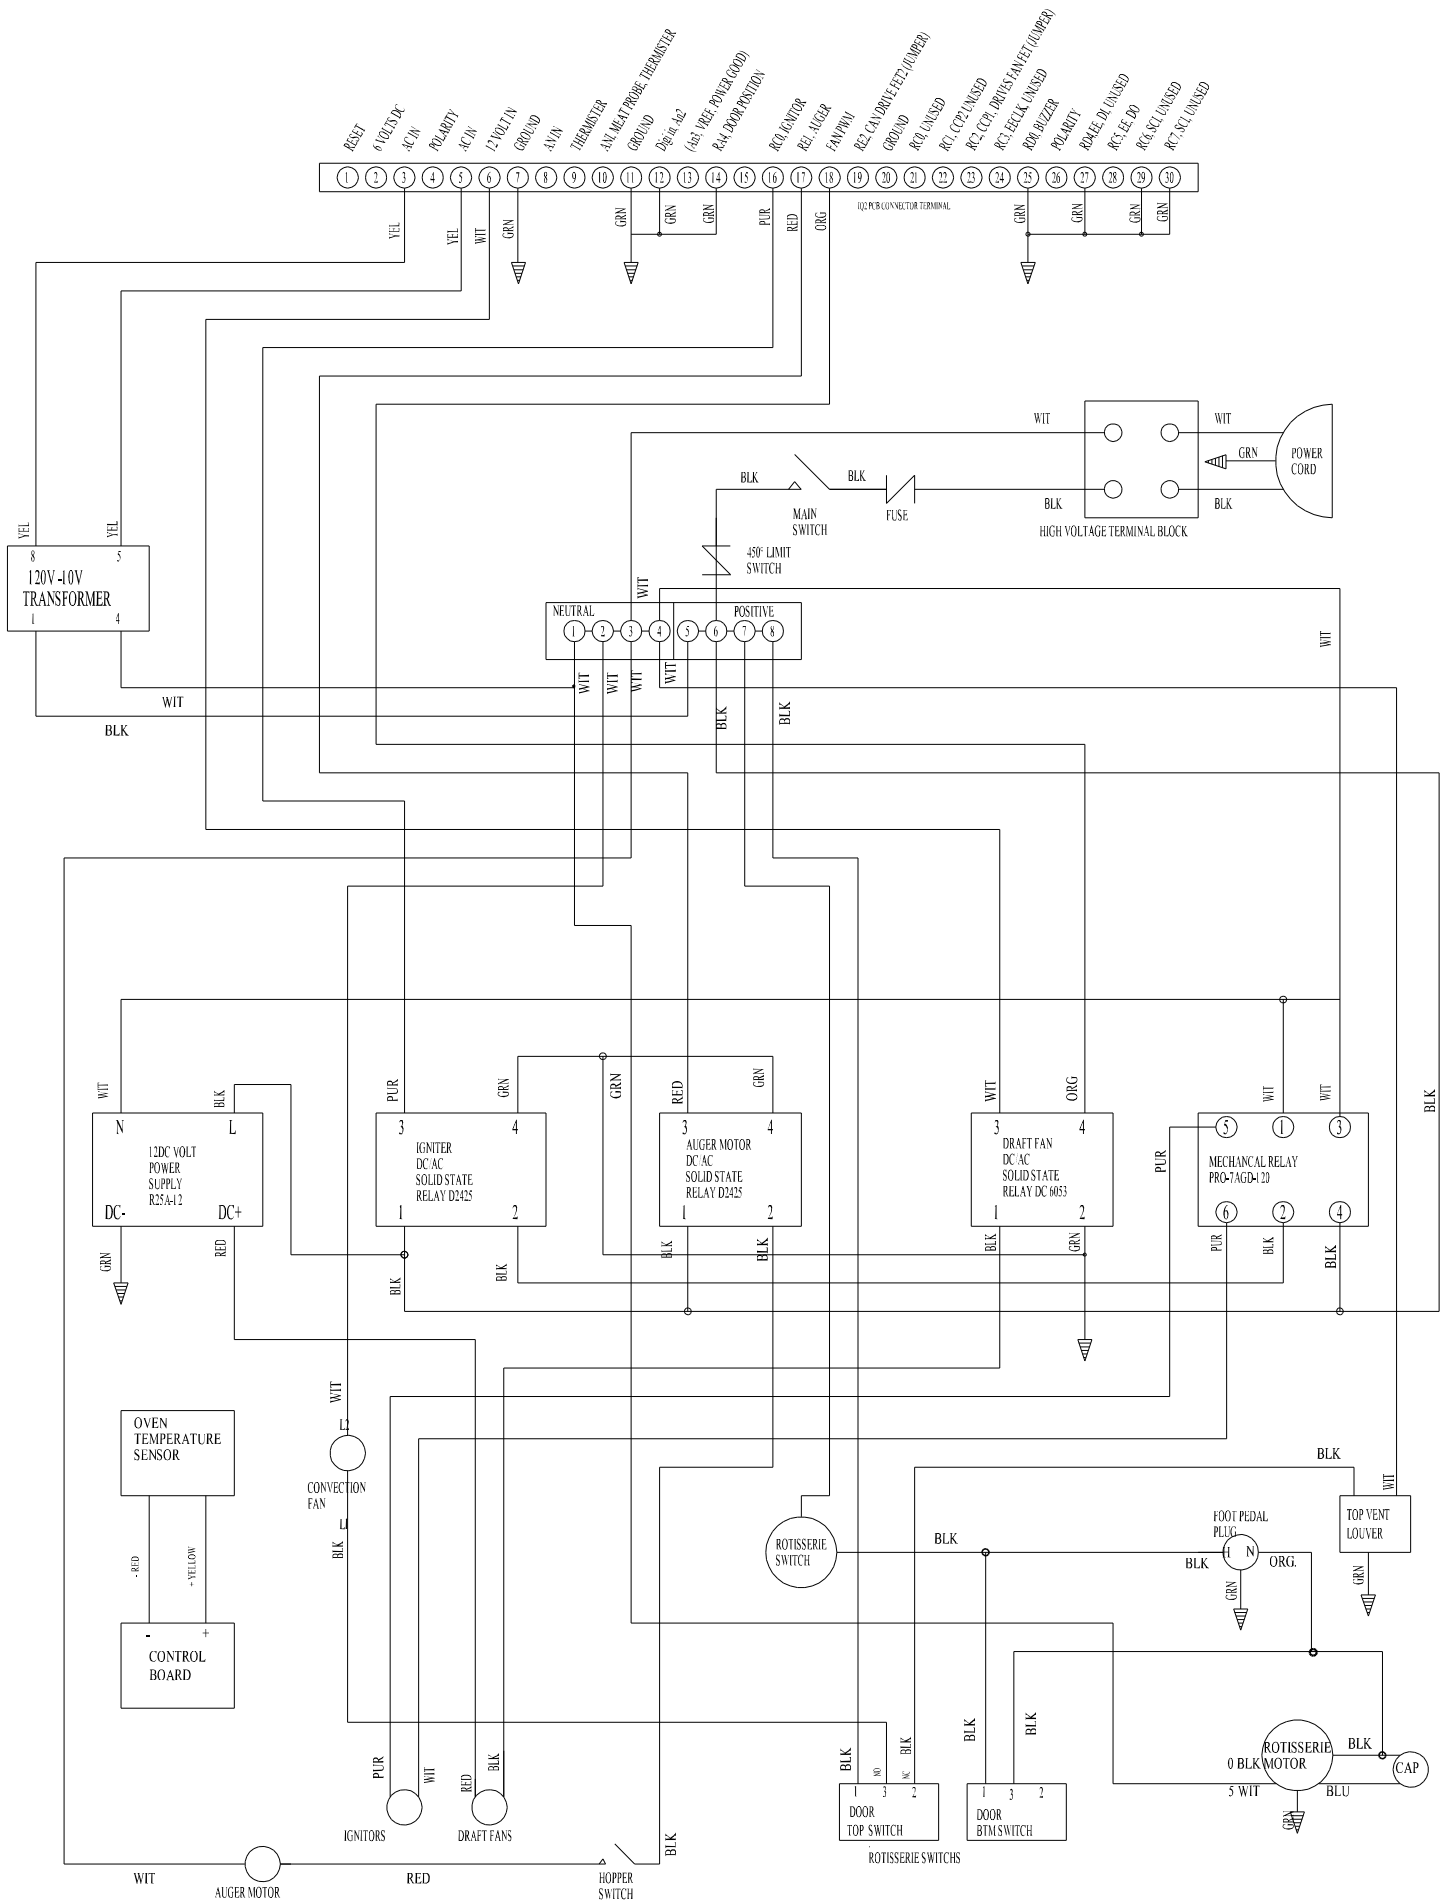 RESET
6 VOLTS DC
AC IN
POLARITY
AC IN
12 VOLT IN
GROUND
AN IN
THERMISTER
AN1, MEAT PROBE, THERMISTER
GROUND
Digi in, An2
(An3, VREF, POWER GOOD)
RA4, DOOR POSITION
RC0, IGNITOR
RE1, AUGER
FAN PWM
RE2, CAN DRIVE FET2 (JUMPER)
GROUND
RC0, UNUSED
RC1, CCP2 UNUSED
RC2, CCP1, DRIVES FAN FET (JUMPER)
RC3, EECLK, UNUSED
RD0, BUZZER
POLARITY
RD4, EE, DI, UNUSED
RC5, EE, DO
RC6, SCI, UNUSED
RC7, SCI, UNUSED
1 2 3 4 5 6 7 8 9 10 11 12 13 14 15 16 17 18 19 20 21 22 23 24 25 26 27 28 29 30
IQ2 PCB CONNECTOR TERMINAL
YEL YEL WIT GRN GRN GRN GRN PUR RED ORG GRN GRN GRN GRN
WIT WIT
GRN
POWER
CORD
BLK BLK
BLK BLK
MAIN
SWITCH
FUSE
HIGH VOLTAGE TERMINAL BLOCK
450° LIMIT
SWITCH
YEL YEL
8 5
120V -10V
TRANSFORMER
1 4
WIT
NEUTRAL POSITIVE
1 2 3 4 5 6 7 8
WIT
WIT WIT WIT WIT
BLK BLK
WIT
BLK
WIT BLK PUR GRN GRN RED GRN WIT ORG WIT WIT
BLK
N L
12DC VOLT
POWER
SUPPLY
R25A-12
DC- DC+
3 4
IGNITER
DC/AC
SOLID STATE
RELAY D2425
1 2
3 4
AUGER MOTOR
DC/AC
SOLID STATE
RELAY D2425
1 2
3 4
DRAFT FAN
DC/AC
SOLID STATE
RELAY DC 6053
1 2
PUR
5 1 3
MECHANCAL RELAY
PRO-7AGD-120
6 2 4
GRN RED BLK BLK BLK BLK BLK GRN PUR BLK BLK
OVEN
TEMPERATURE
SENSOR
- RED + YELLOW
- +
CONTROL
BOARD
WIT
L2
CONVECTION
FAN
L1
BLK
BLK
WIT
TOP VENT
LOUVER
GRN
ROTISSERIE
SWITCH
BLK
FOOT PEDAL
PLUG
BLK H N ORG.
GRN
PUR WIT RED BLK
IGNITORS
DRAFT FANS
BLK NO NC BLK
1 3 2
DOOR
TOP SWITCH
BLK BLK
1 3 2
DOOR
BTM SWITCH
ROTISSERIE SWITCHS
ROTISSERIE
MOTOR
0 BLK
5 WIT
BLK
CAP
BLU
GRN
WIT
AUGER MOTOR
RED
HOPPER
SWITCH
BLK